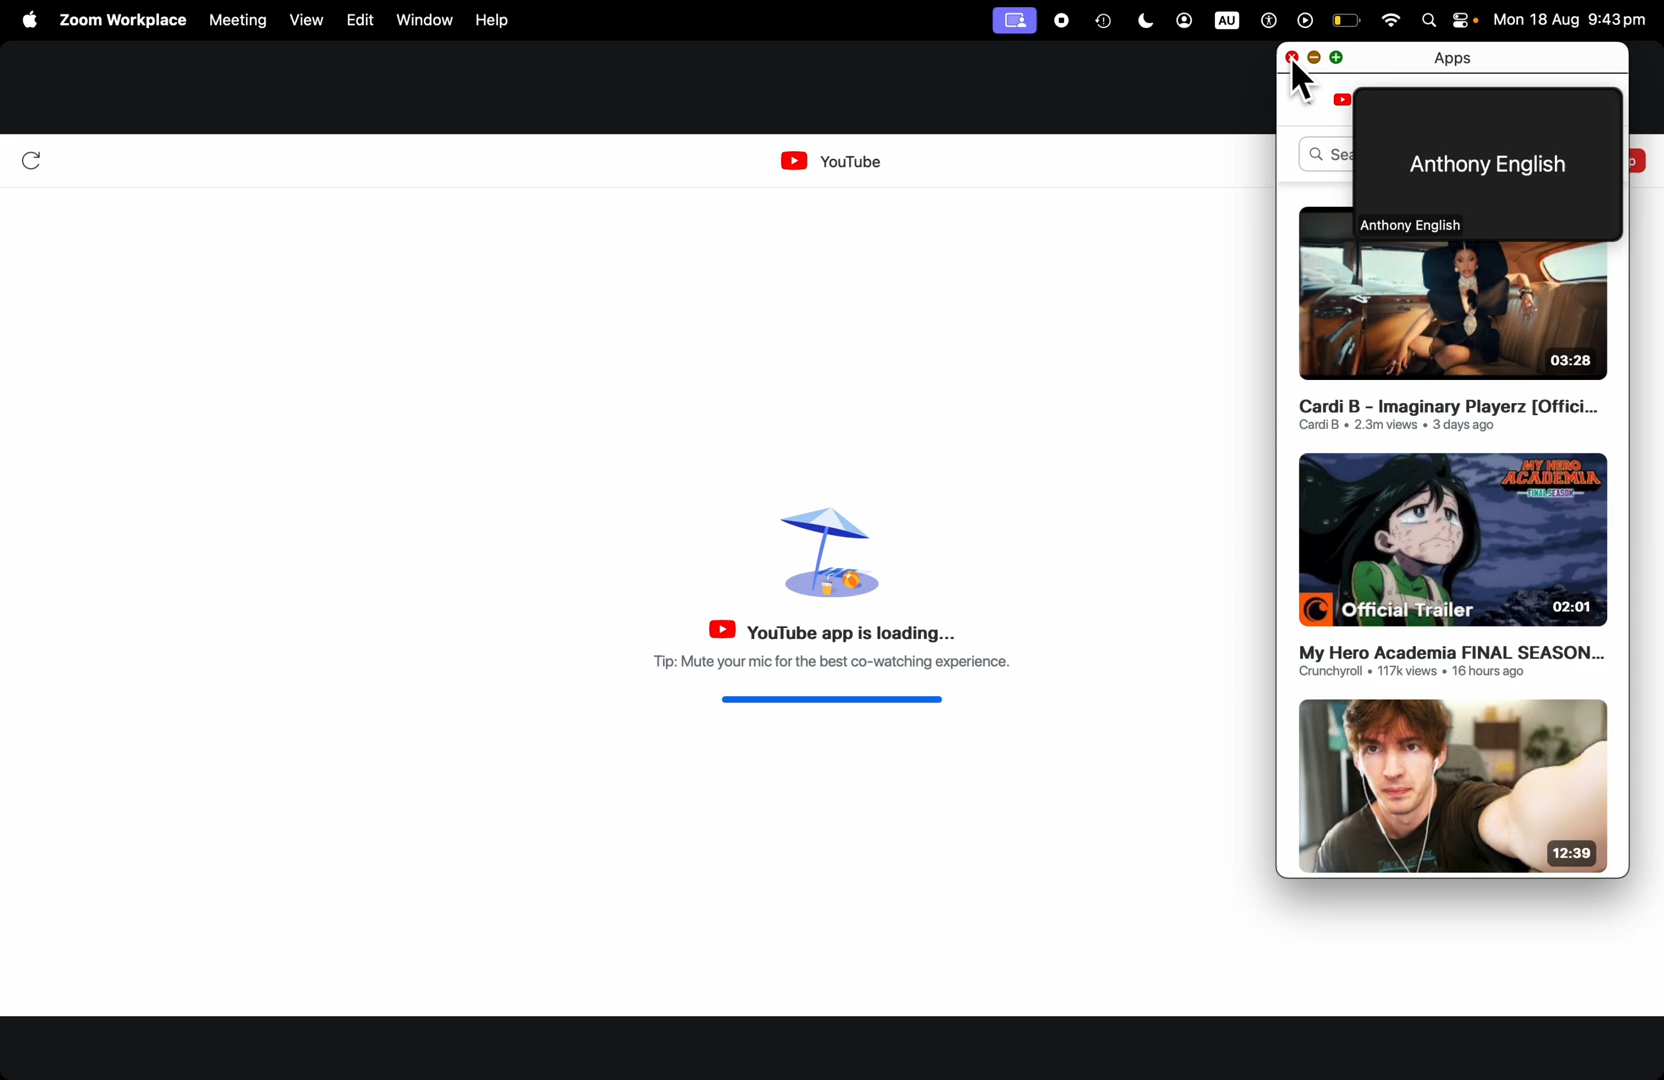 Zoom Workplace Meeting View Edit Window Help
AU
Mon 18 Aug 9:43 pm
Apps
YouTube
Anthony English
Anthony English
03:28
Cardi B - Imaginary Playerz [Offici...
Cardi B • 2.3m views • 3 days ago
MY HERO
ACADEMIA
FINAL SEASON
Official Trailer
02:01
My Hero Academia FINAL SEASON...
Crunchyroll • 117k views • 16 hours ago
12:39
YouTube app is loading...
Tip: Mute your mic for the best co-watching experience.